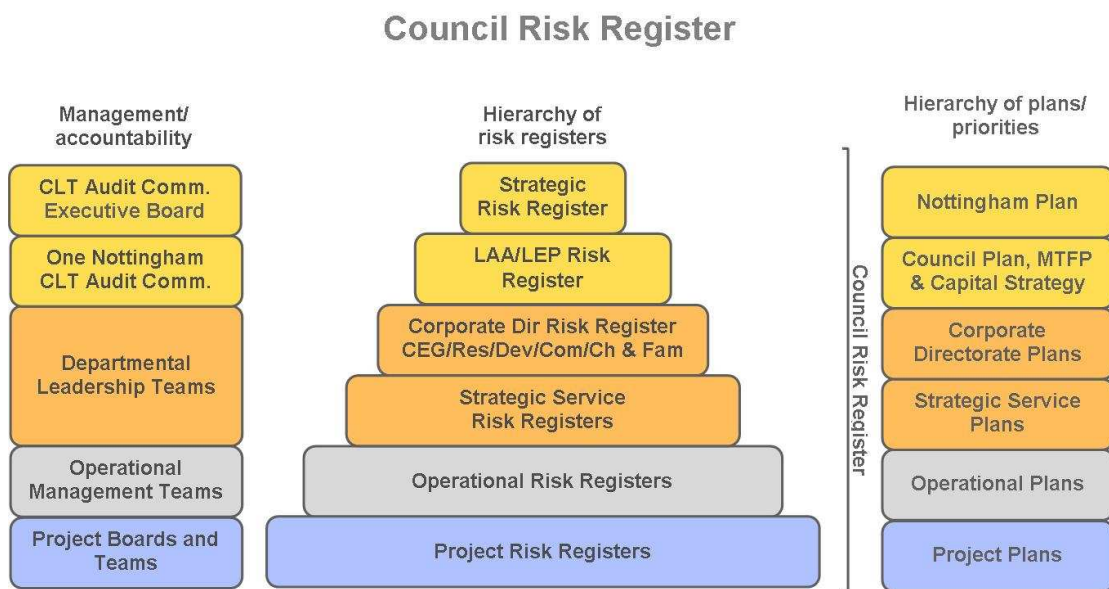 Council Risk Register
Management/
accountability
CLT Audit Comm.
Executive Board
One Nottingham
CLT Audit Comm.
Departmental
Leadership Teams
Operational
Management Teams
Project Boards and
Teams
Hierarchy of
risk registers
Strategic
Risk Register
LAA/LEP Risk
Register
Corporate Dir Risk Register
CEG/Res/Dev/Com/Ch & Fam
Strategic Service
Risk Registers
Operational Risk Registers
Project Risk Registers
Council Risk Register
Hierarchy of plans/
priorities
Nottingham Plan
Council Plan, MTFP
& Capital Strategy
Corporate
Directorate Plans
Strategic Service
Plans
Operational Plans
Project Plans